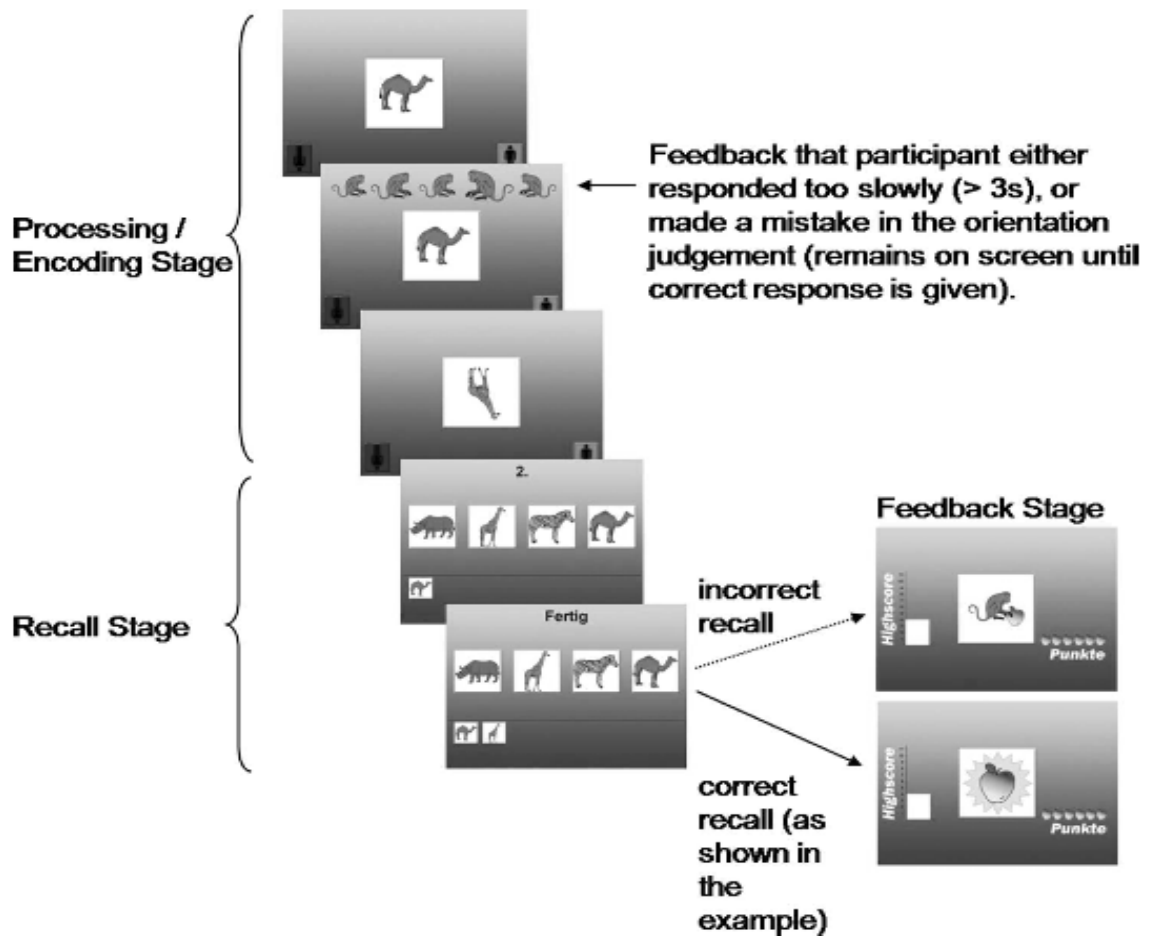 Processing /
Encoding Stage
Feedback that participant either
responded too slowly (> 3s), or
made a mistake in the orientation
judgement (remains on screen until
correct response is given).
2.
Recall Stage
Fertig
incorrect
recall
correct
recall (as
shown in
the
example)
Feedback Stage
Highscore
Punkte
Highscore
Punkte